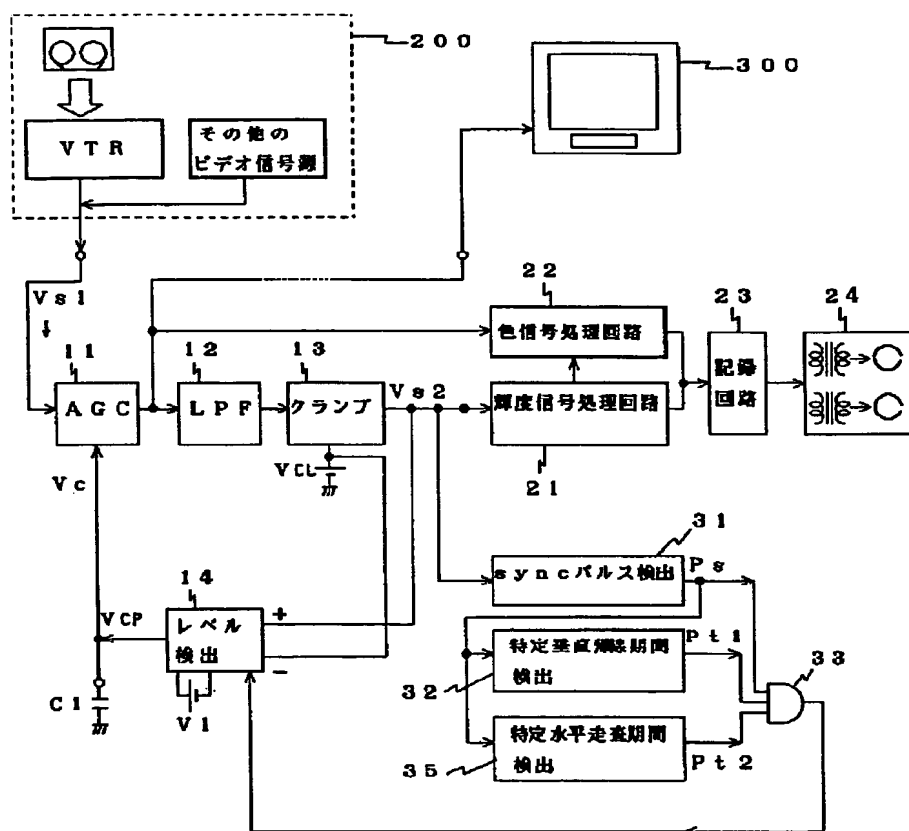 200
300
VTR
その他の
ビデオ信号源
Vs1
22
23
24
11
12
13
色信号処理回路
記録
回路
AGC
LPF
クランプ
Vs2
輝度信号処理回路
VCL
21
Vc
31
14
syncパルス検出
Ps
VCP
レベル
検出
+
-
特定垂直帰線期間
検出
Pt1
33
32
C1
V1
特定水平走査期間
検出
Pt2
35